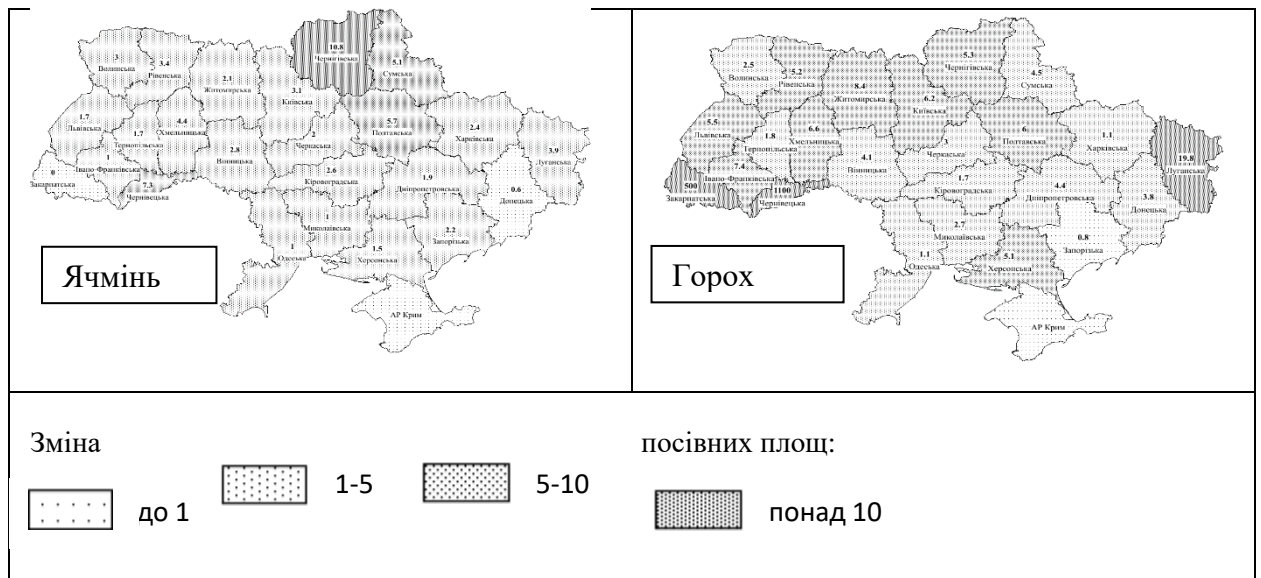 10.8
Чернігівська
3
Волинська
3.4
Рівенська
2.1
Житомирська
3.1
Київська
5.1
Сумська
1.7
Львівська
1.7
Тернопільська
4.4
Хмельницька
2.8
Вінницька
2
Черкаська
5.7
Полтавська
2.4
Харківська
3.9
Луганська
0
Закарпатська
1
Івано-Франківська
7.3
Чернівецька
2.6
Кіровоградська
1.9
Дніпропетровська
0.6
Донецька
1
Миколаївська
2.2
Запорізька
1
Одеська
1.5
Херсонська
АР Крим
Ячмінь
5.3
Чернігівська
2.5
Волинська
5.2
Рівенська
8.4
Житомирська
6.2
Київська
4.5
Сумська
5.5
Львівська
1.8
Тернопільська
6.6
Хмельницька
4.1
Вінницька
3
Черкаська
6
Полтавська
1.1
Харківська
19.8
Луганська
500
Закарпатська
7.4
Івано-Франківська
1100
Чернівецька
1.7
Кіровоградська
4.4
Дніпропетровська
3.8
Донецька
2.7
Миколаївська
0.8
Запорізька
1.1
Одеська
5.1
Херсонська
АР Крим
Горох
Зміна посівних площ:
до 1
1-5
5-10
понад 10